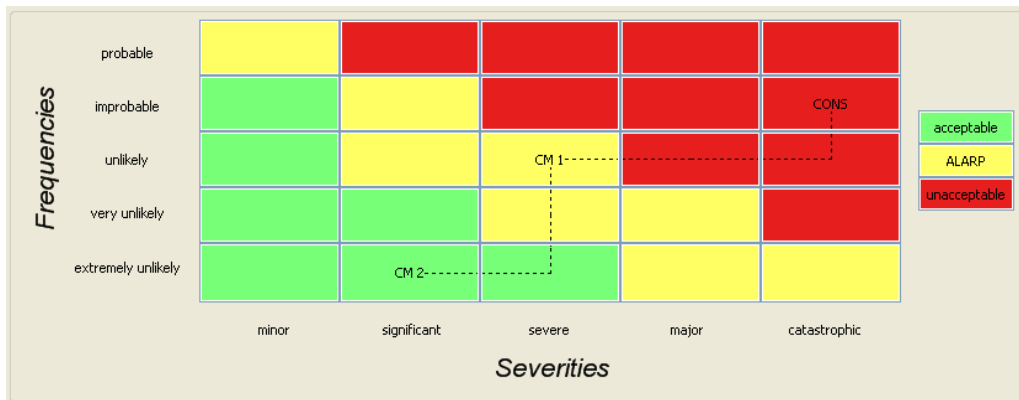 Frequencies
probable
improbable
CONS
unlikely
CM 1
very unlikely
extremely unlikely
CM 2
minor significant severe major catastrophic
Severities
acceptable
ALARP
unacceptable